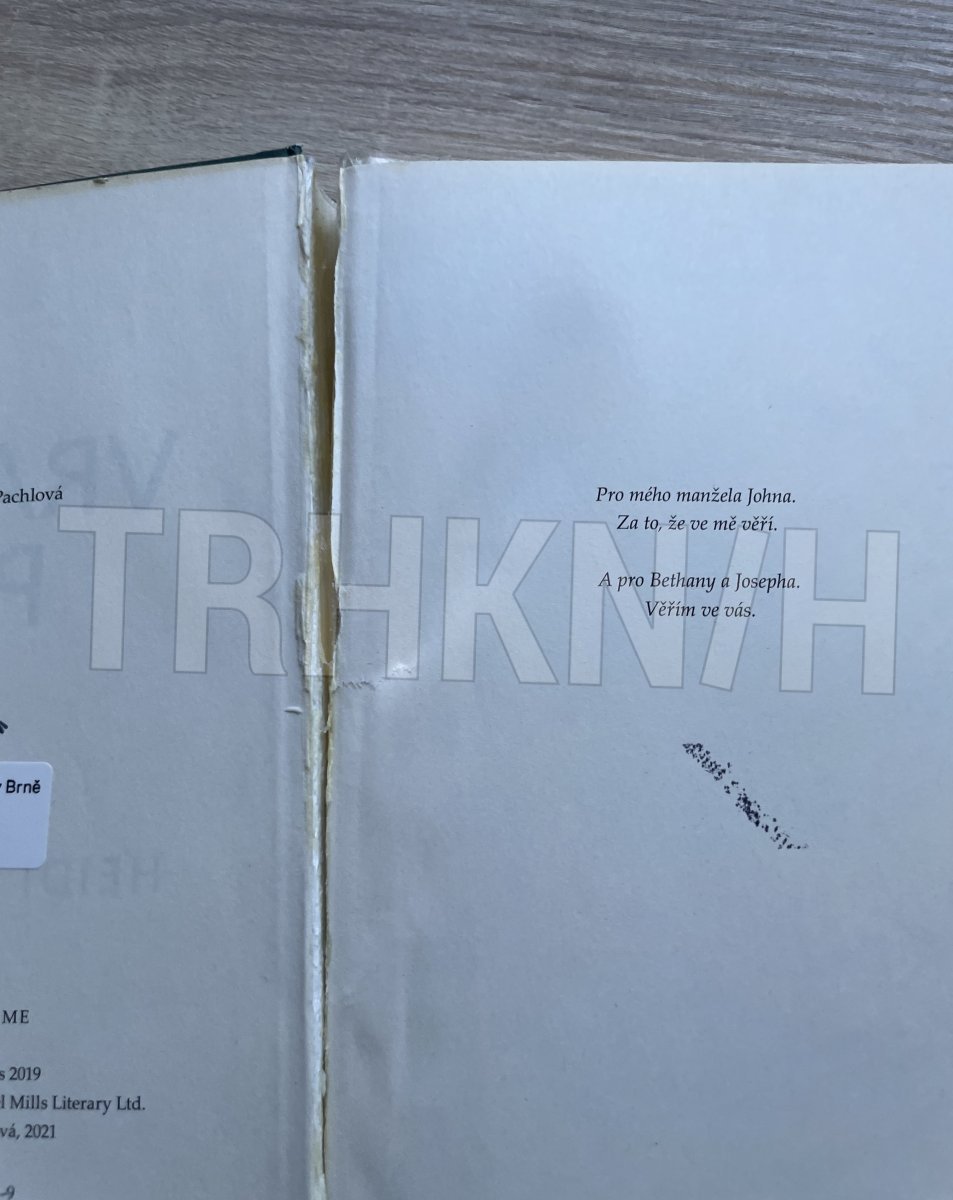 Pachlová
Brně
ME
s 2019
l Mills Literary Ltd.
vá, 2021
-9
Pro mého manžela Johna.
Za to, že ve mě věří.
A pro Bethany a Josepha.
Věřím ve vás.
TRHKNIH